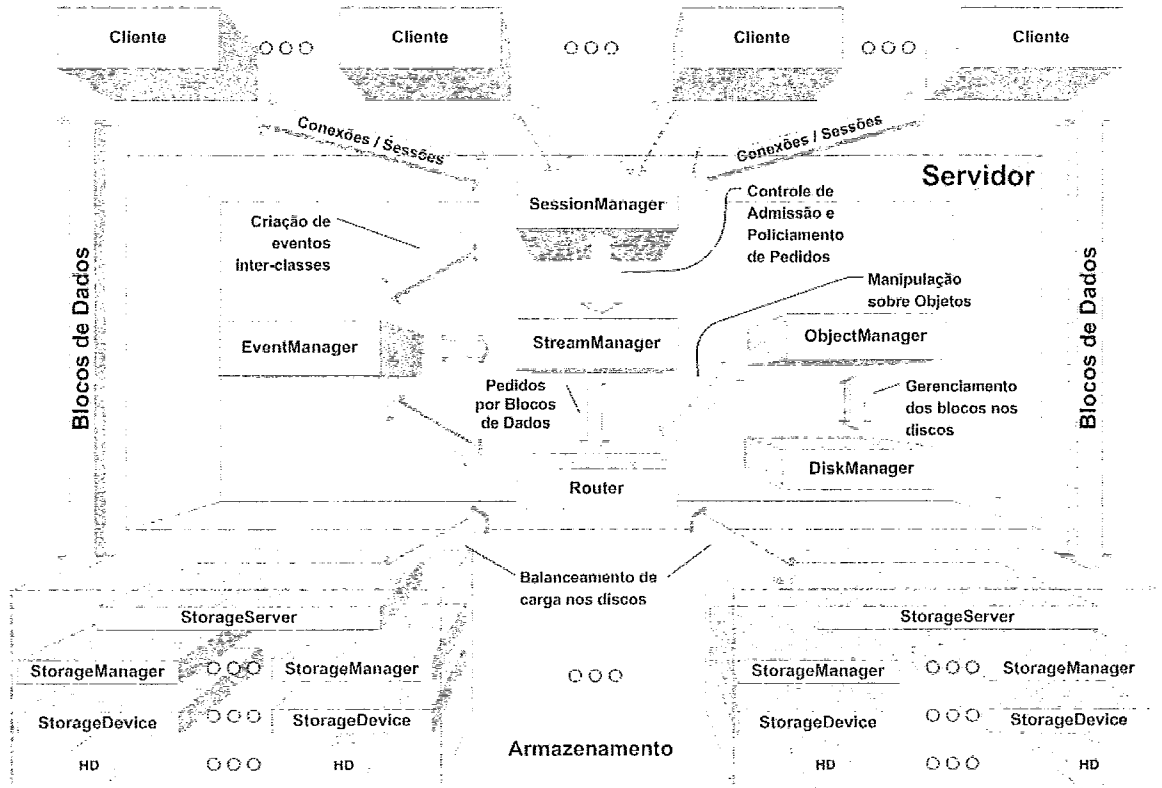 Cliente
Cliente
Cliente
Cliente
Conexões / Sessões
Conexões / Sessões
Servidor
SessionManager
Controle de
Admissão e
Policiamento
de Pedidos
Criação de
eventos
inter-classes
Manipulação
sobre Objetos
Blocos de Dados
Blocos de Dados
EventManager
StreamManager
ObjectManager
Pedidos
por Blocos
de Dados
Gerenciamento
dos blocos nos
discos
DiskManager
Router
Balanceamento de
carga nos discos
StorageServer
StorageServer
StorageManager
StorageManager
StorageManager
StorageManager
StorageDevice
StorageDevice
StorageDevice
StorageDevice
Armazenamento
HD
HD
HD
HD